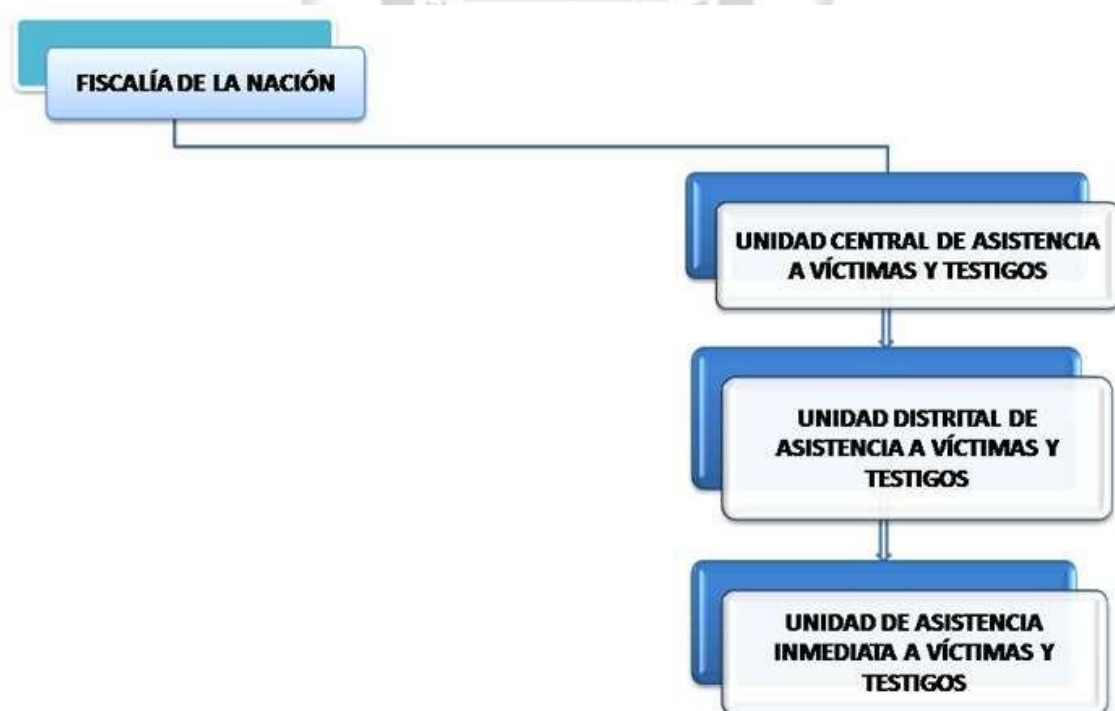 FISCALÍA DE LA NACIÓN
UNIDAD CENTRAL DE ASISTENCIA
A VÍCTIMAS Y TESTIGOS
UNIDAD DISTRITAL DE
ASISTENCIA A VÍCTIMAS Y
TESTIGOS
UNIDAD DE ASISTENCIA
INMEDIATA A VÍCTIMAS Y
TESTIGOS